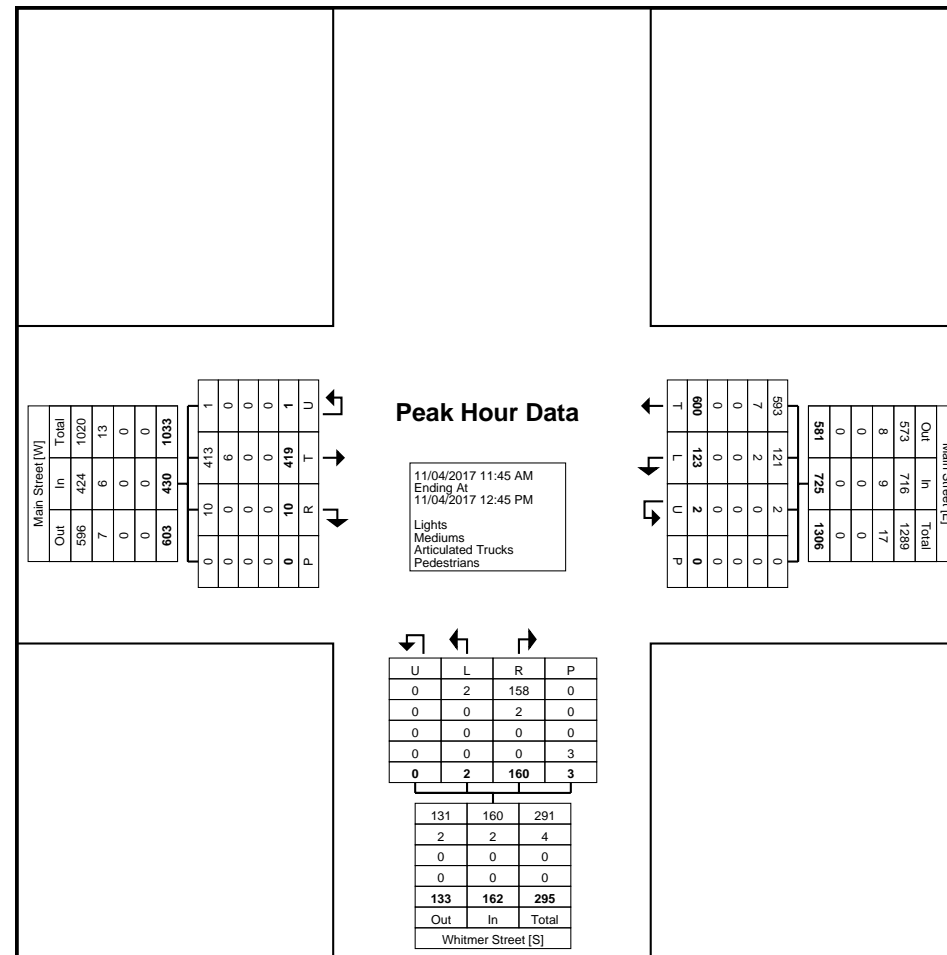 Peak Hour Data
11/04/2017 11:45 AM
Ending At
11/04/2017 12:45 PM
Lights
Mediums
Articulated Trucks
Pedestrians
Main Street [W]
Total 1020 13 0 0 1033
In 424 6 0 0 430
Out 596 7 0 0 603
1 0 0 0 1 U
413 6 0 0 419 T
10 0 0 0 10 R
0 0 0 0 0 P
T 600 0 0 7 593
L 123 0 0 2 121
U 2 0 0 0 2
P 0 0 0 0 0
581 0 0 8 573 Out
725 0 0 9 716 In
1306 0 0 17 1289 Total
Main Street [E]
U L R P
0 2 158 0
0 0 2 0
0 0 0 0
0 0 0 3
0 2 160 3
131 160 291
2 2 4
0 0 0
0 0 0
133 162 295
Out In Total
Whitmer Street [S]